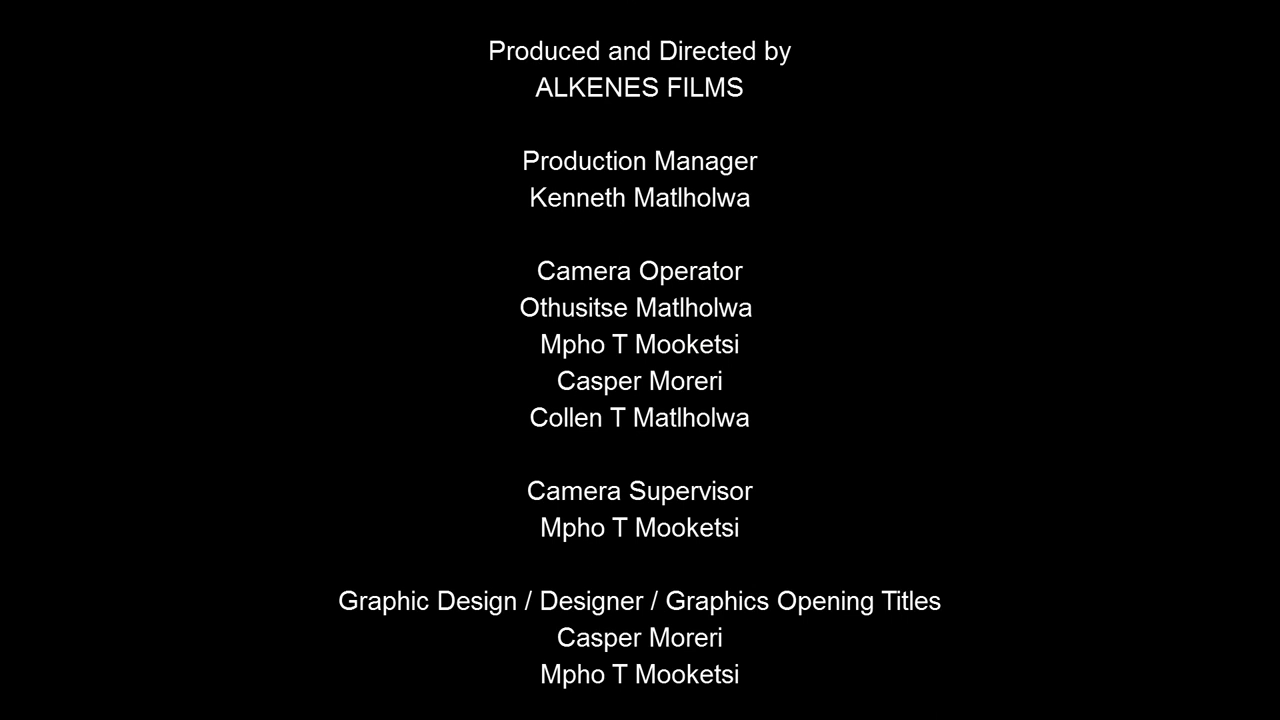 Produced and Directed by
ALKENES FILMS
Production Manager
Kenneth Matlholwa
Camera Operator
Othusitse Matlholwa
Mpho T Mooketsi
Casper Moreri
Collen T Matlholwa
Camera Supervisor
Mpho T Mooketsi
Graphic Design / Designer / Graphics Opening Titles
Casper Moreri
Mpho T Mooketsi